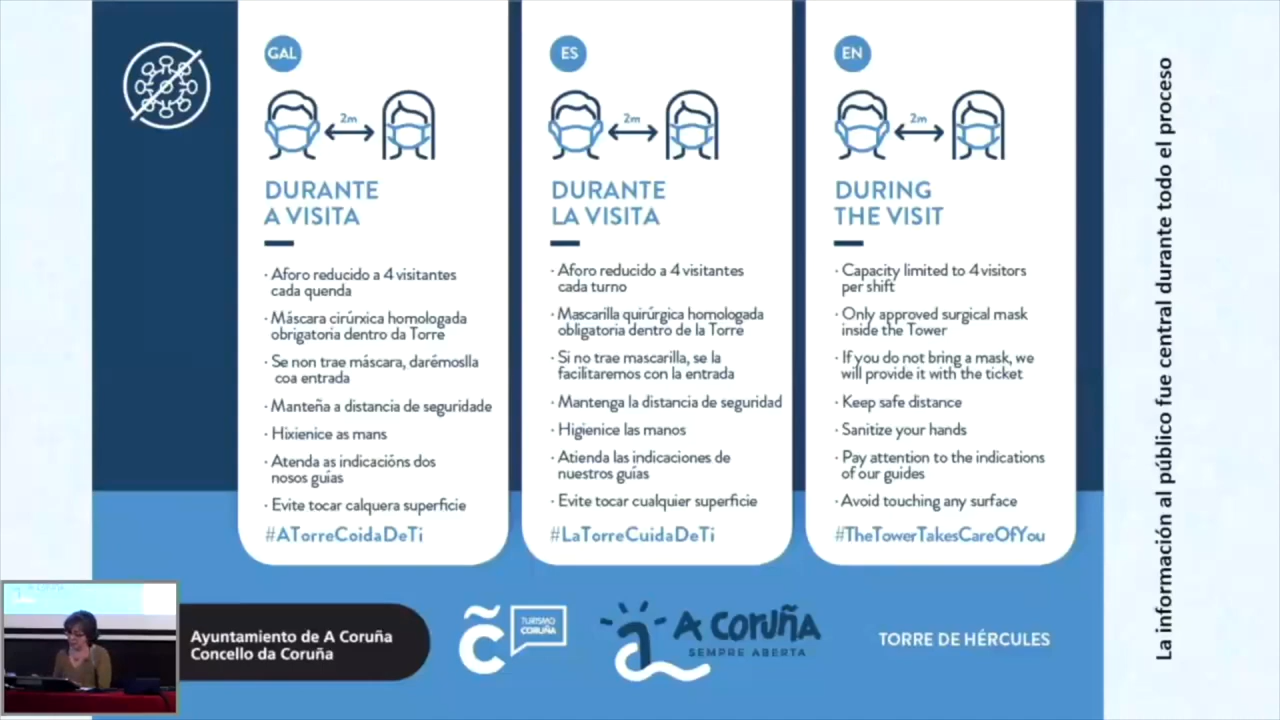 GAL
2m
DURANTE
A VISITA
· Aforo reducido a 4 visitantes
cada quenda
· Máscara cirúrxica homologada
obrigatoria dentro da Torre
· Se non trae máscara, darémoslla
coa entrada
· Manteña a distancia de seguridade
· Hixienice as mans
· Atenda as indicacións dos
nosos guías
· Evite tocar calquera superficie
#ATorreCoidaDeTi
ES
2m
DURANTE
LA VISITA
· Aforo reducido a 4 visitantes
cada turno
· Mascarilla quirúrgica homologada
obligatoria dentro de la Torre
· Si no trae mascarilla, se la
facilitaremos con la entrada
· Mantenga la distancia de seguridad
· Higienice las manos
· Atienda las indicaciones de
nuestros guías
· Evite tocar cualquier superficie
#LaTorreCuidaDeTi
EN
2m
DURING
THE VISIT
· Capacity limited to 4 visitors
per shift
· Only approved surgical mask
inside the Tower
· If you do not bring a mask, we
will provide it with the ticket
· Keep safe distance
· Sanitize your hands
· Pay attention to the indications
of our guides
· Avoid touching any surface
#TheTowerTakesCareOfYou
La información al público fue central durante todo el proceso
Ayuntamiento de A Coruña
Concello da Coruña
TURISMO
CORUÑA
A CORUÑA
SEMPRE ABERTA
TORRE DE HÉRCULES